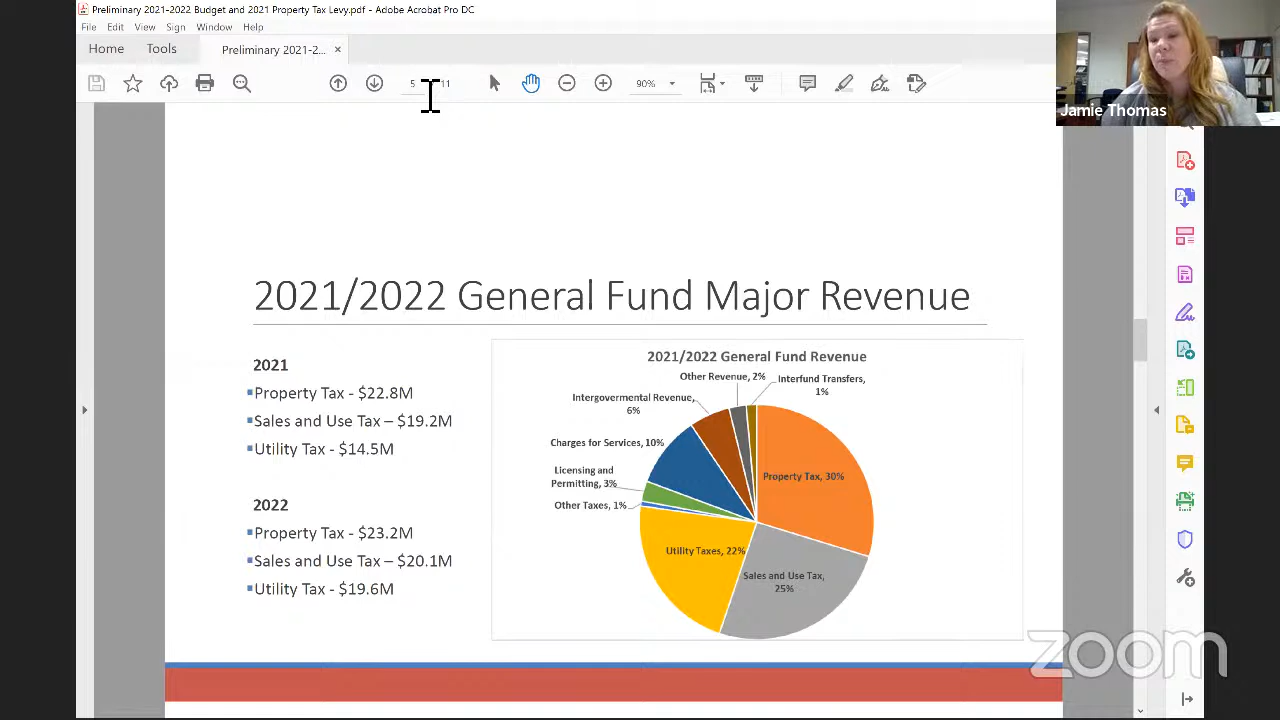 Preliminary 2021-2022 Budget and 2021 Property Tax Levy.pdf - Adobe Acrobat Pro DC
File Edit View Sign Window Help
Home Tools Preliminary 2021-2... ×
5 11 90%
Jamie Thomas
2021/2022 General Fund Major Revenue
2021
Property Tax - $22.8M
Sales and Use Tax – $19.2M
Utility Tax - $14.5M
2022
Property Tax - $23.2M
Sales and Use Tax – $20.1M
Utility Tax - $19.6M
2021/2022 General Fund Revenue
Other Revenue, 2%
Interfund Transfers,
1%
Intergovermental Revenue,
6%
Charges for Services, 10%
Licensing and
Permitting, 3%
Other Taxes, 1%
Property Tax, 30%
Utility Taxes, 22%
Sales and Use Tax,
25%
zoom